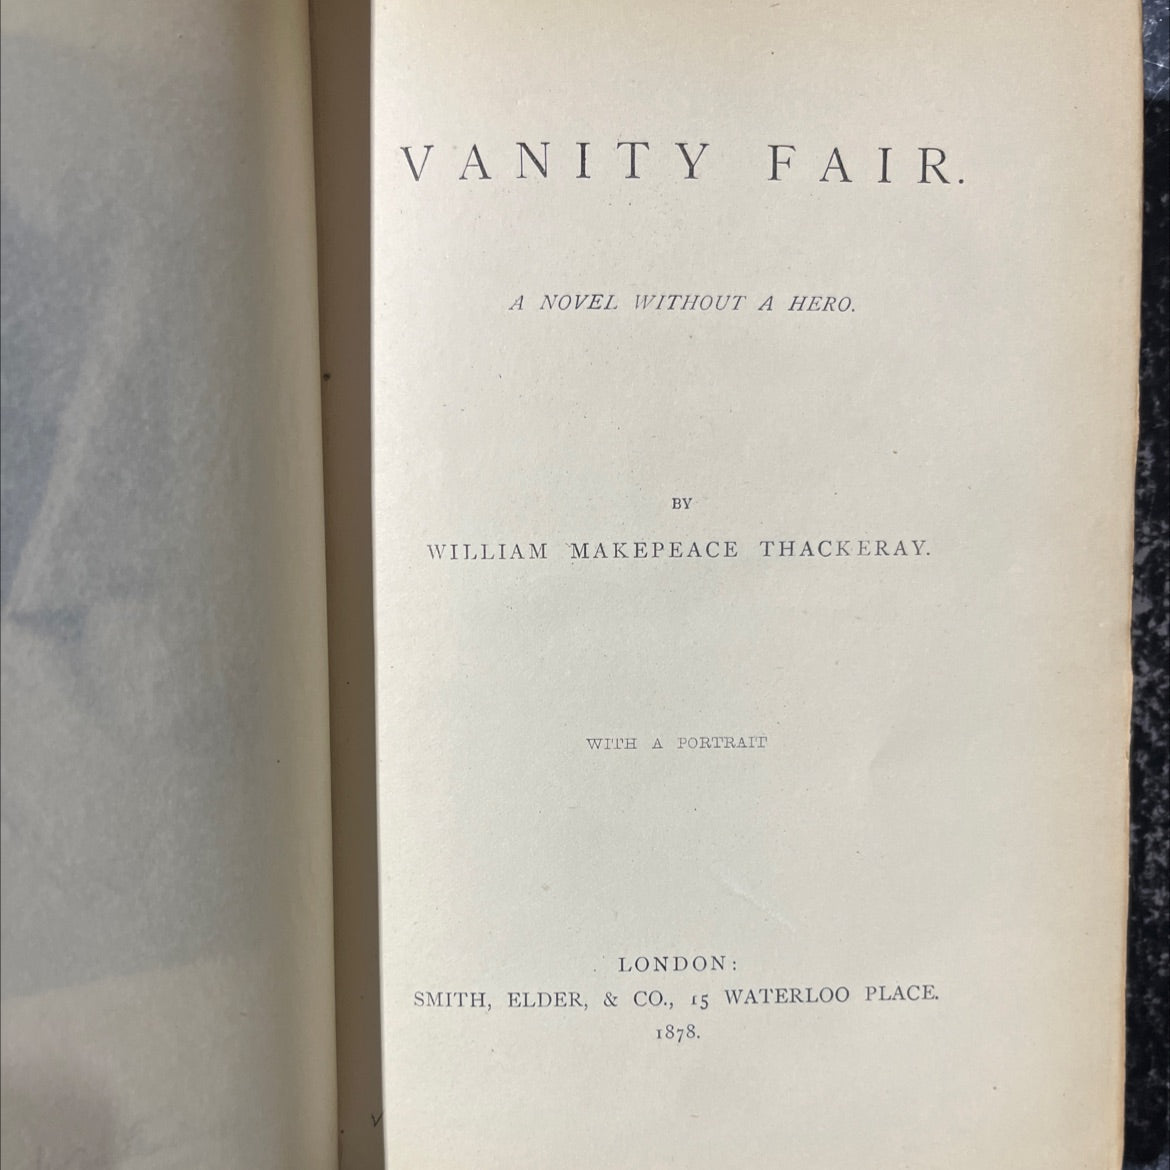 VANITY FAIR.
A NOVEL WITHOUT A HERO.
BY
WILLIAM MAKEPEACE THACKERAY.
WITH A PORTRAIT
LONDON:
SMITH, ELDER, & CO., 15 WATERLOO PLACE.
1878.